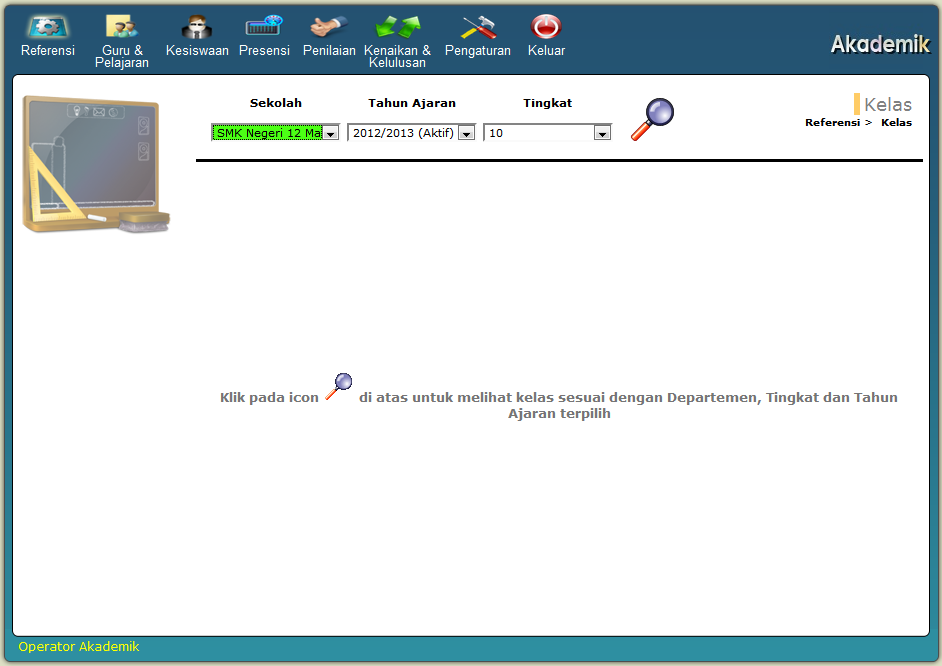 Referensi
Guru &
Pelajaran
Kesiswaan
Presensi
Penilaian
Kenaikan &
Kelulusan
Pengaturan
Keluar
Akademik
Sekolah
Tahun Ajaran
Tingkat
SMK Negeri 12 Ma
2012/2013 (Aktif)
10
Kelas
Referensi > Kelas
Klik pada icon di atas untuk melihat kelas sesuai dengan Departemen, Tingkat dan Tahun
Ajaran terpilih
Operator Akademik